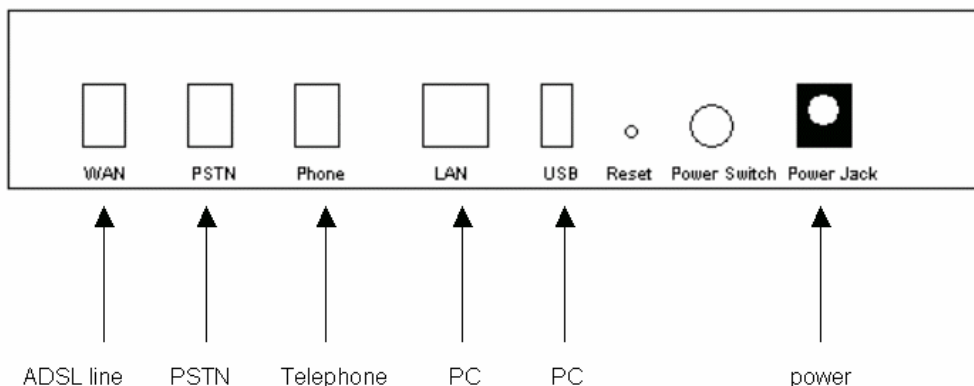 WAN PSTN Phone LAN USB Reset Power Switch Power Jack
ADSL line PSTN Telephone PC PC power